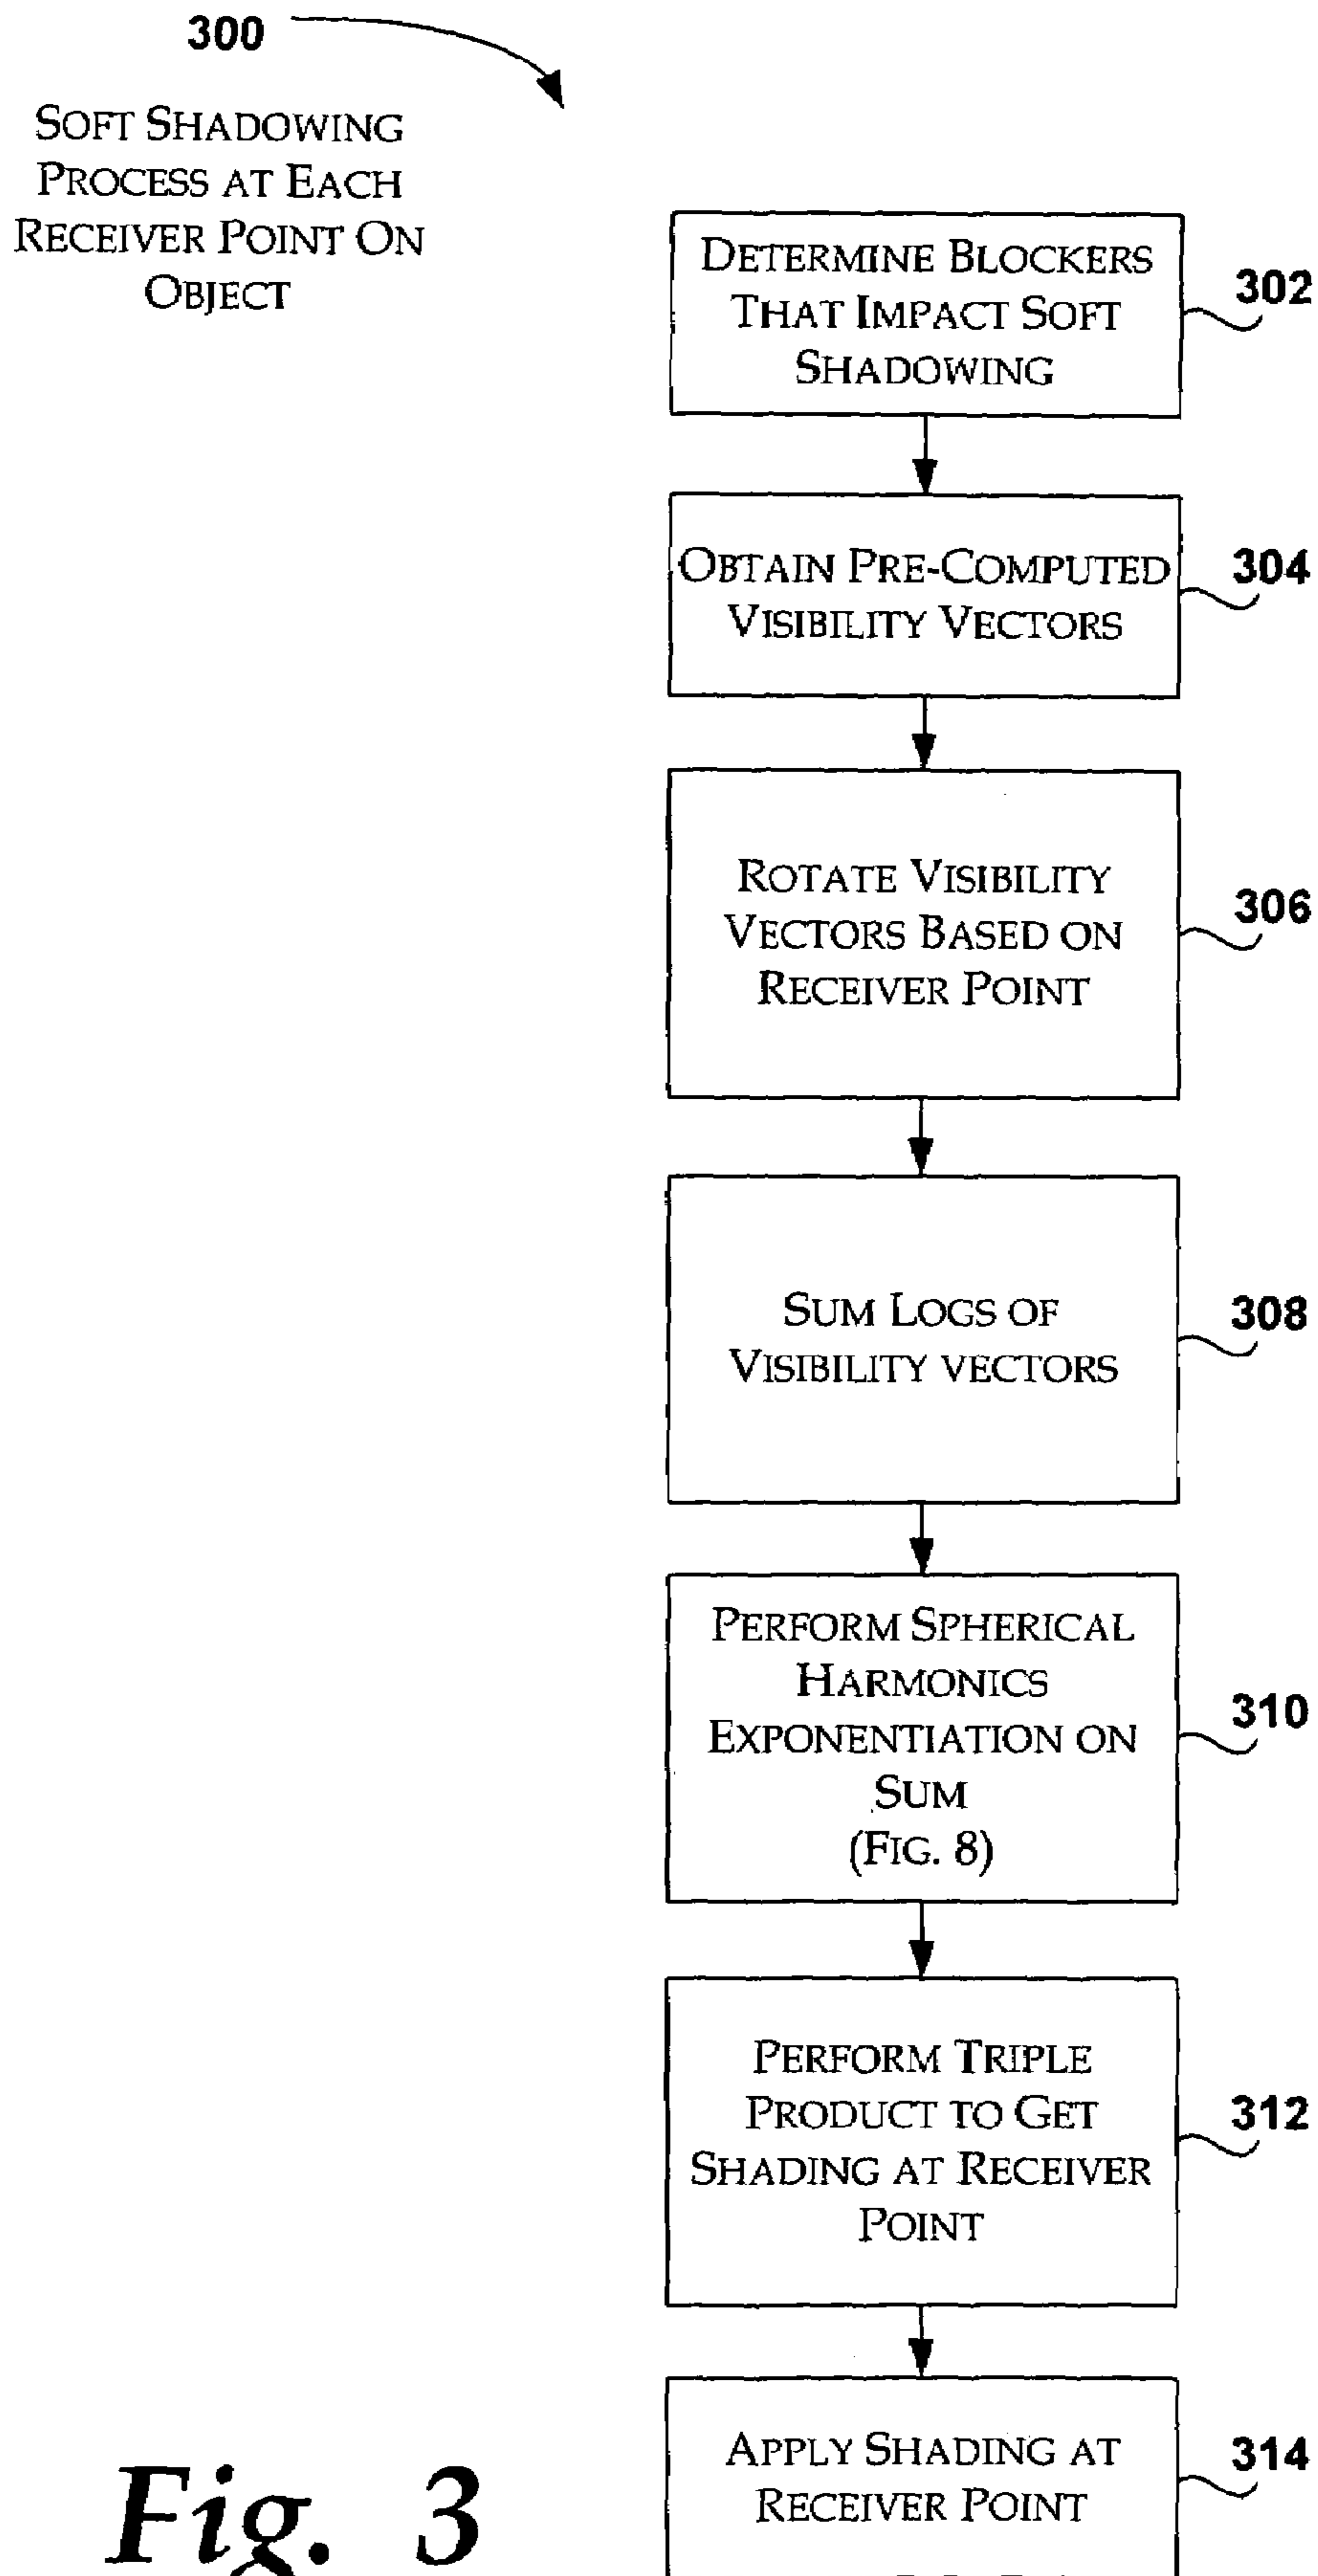 300
SOFT SHADOWING
PROCESS AT EACH
RECEIVER POINT ON
OBJECT
DETERMINE BLOCKERS
THAT IMPACT SOFT
SHADOWING
302
OBTAIN PRE-COMPUTED
VISIBILITY VECTORS
304
ROTATE VISIBILITY
VECTORS BASED ON
RECEIVER POINT
306
SUM LOGS OF
VISIBILITY VECTORS
308
PERFORM SPHERICAL
HARMONICS
EXPONENTIATION ON
SUM
(FIG. 8)
310
PERFORM TRIPLE
PRODUCT TO GET
SHADING AT RECEIVER
POINT
312
APPLY SHADING AT
RECEIVER POINT
314
Fig. 3